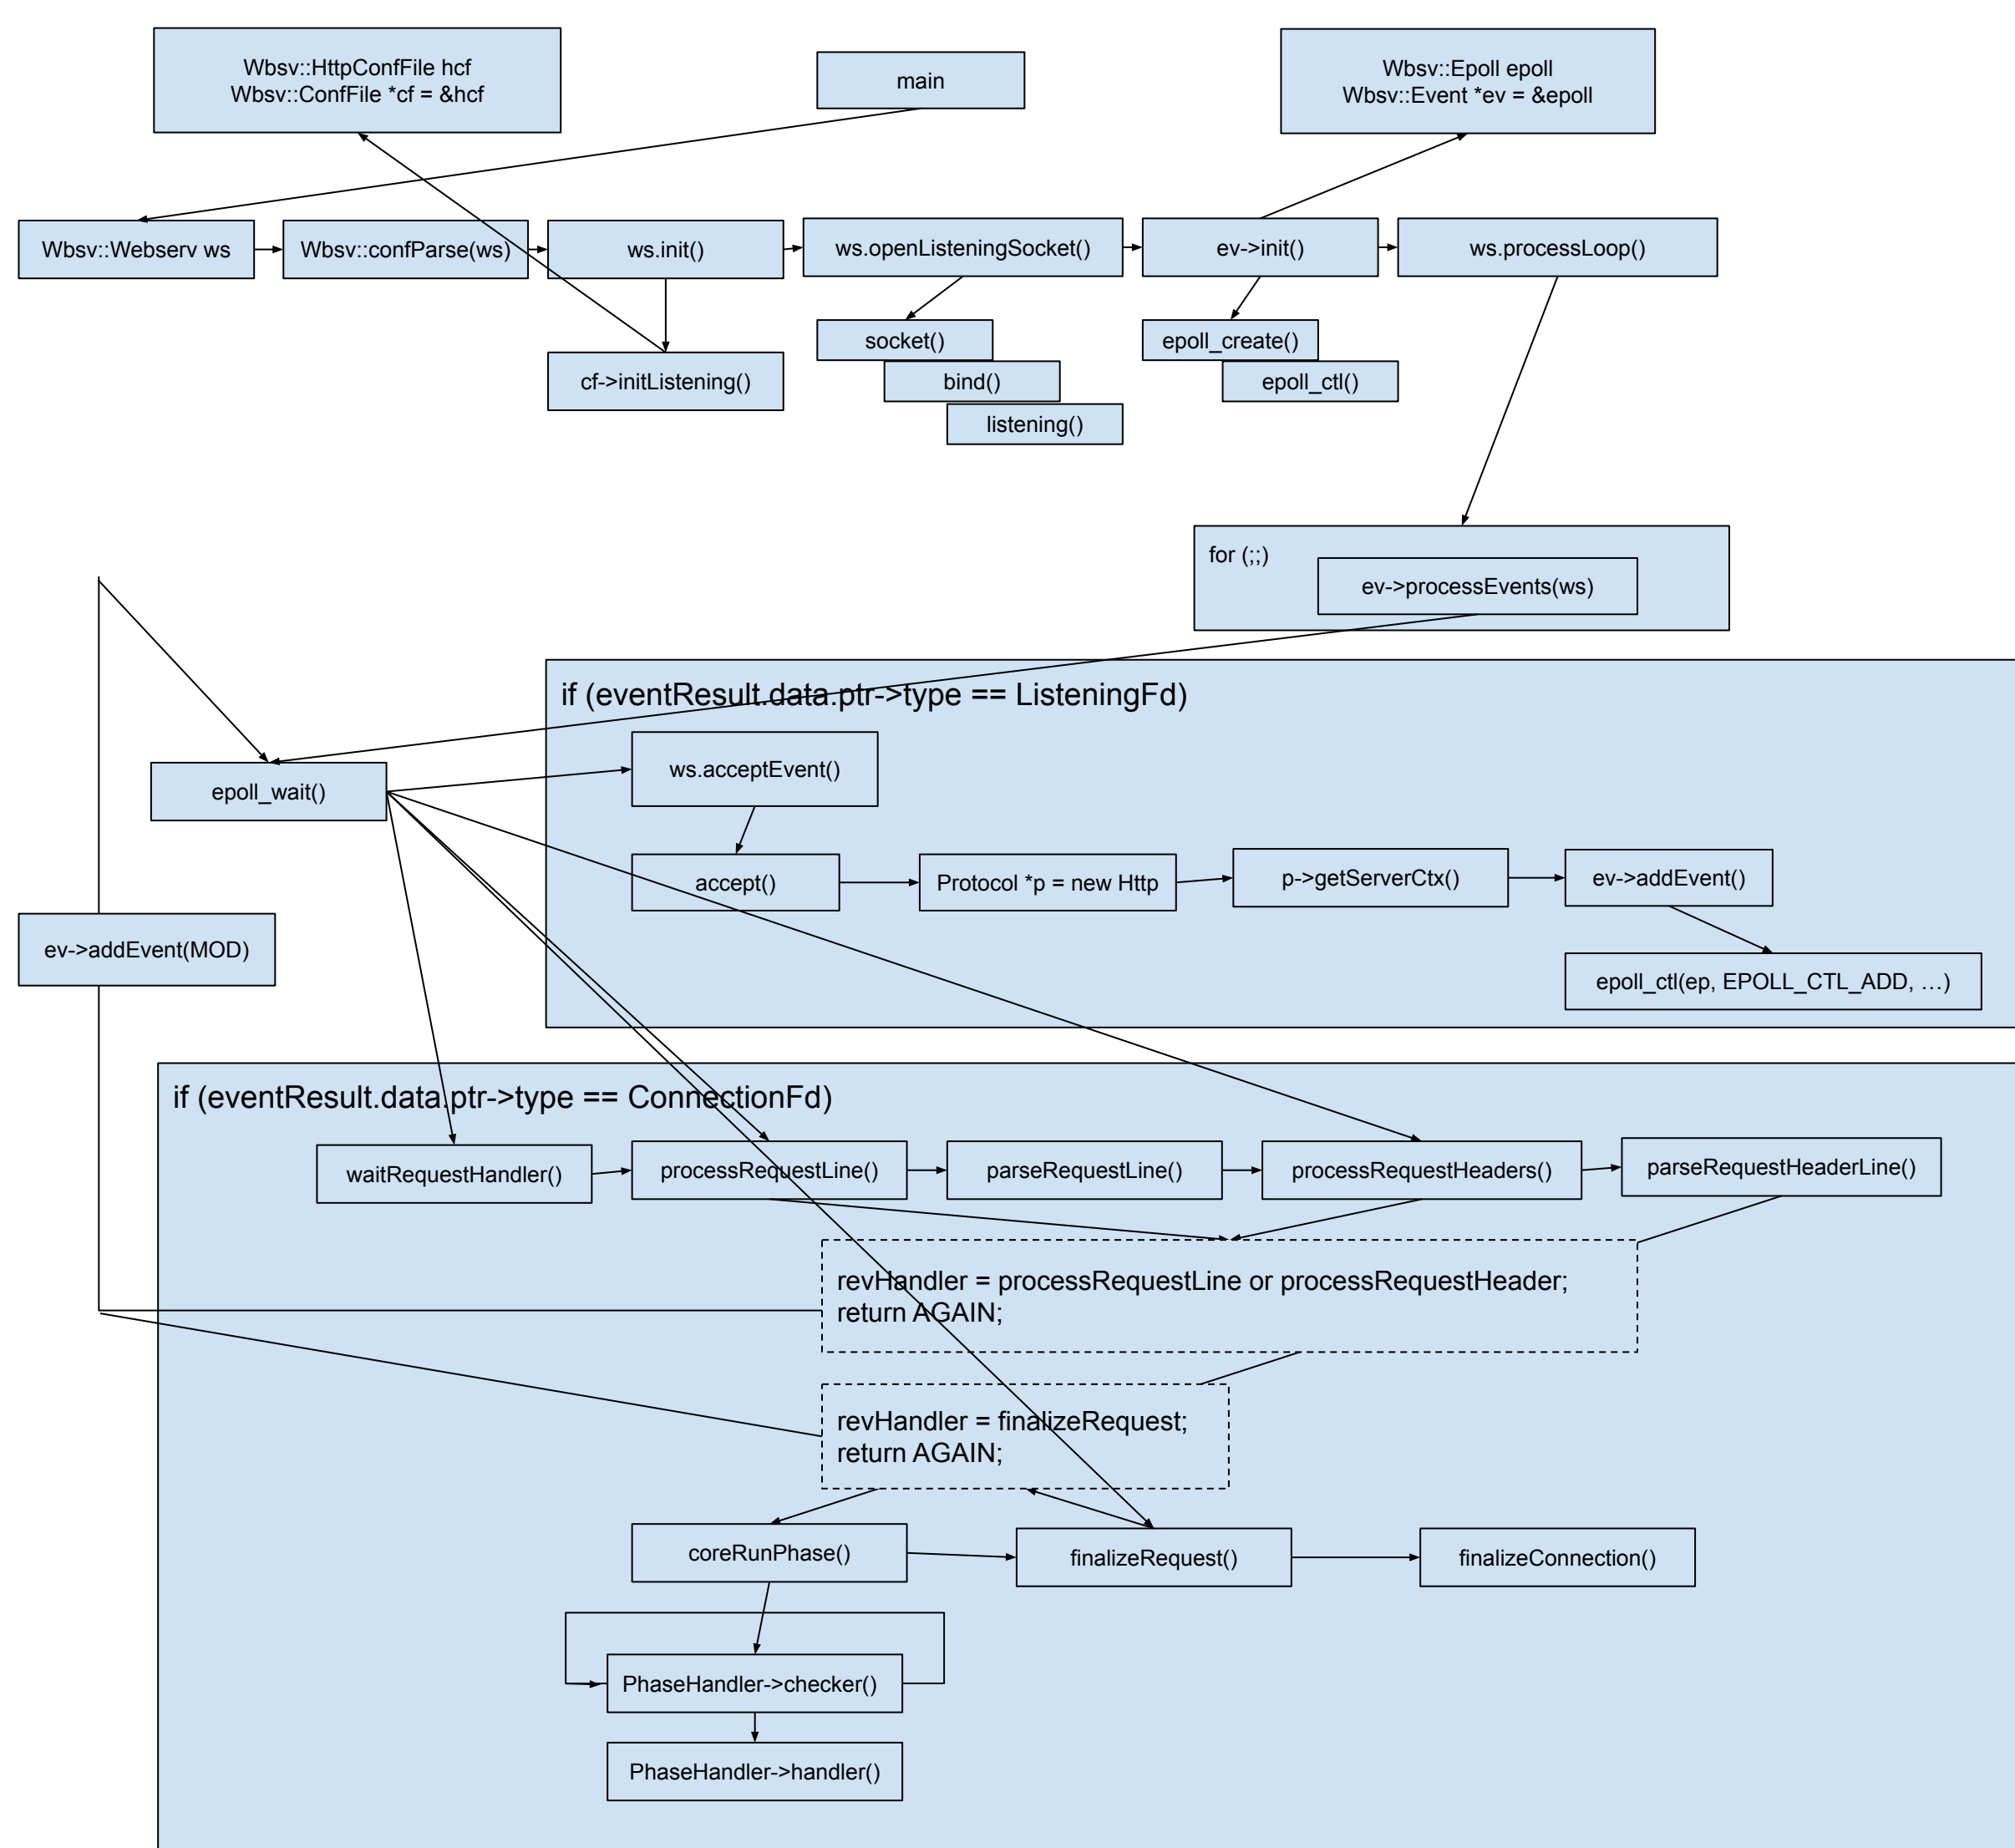 Wbsv::HttpConfFile hcf
Wbsv::ConfFile *cf = &hcf
main
Wbsv::Epoll epoll
Wbsv::Event *ev = &epoll
Wbsv::Webserv ws
Wbsv::confParse(ws)
ws.init()
ws.openListeningSocket()
ev->init()
ws.processLoop()
cf->initListening()
socket()
bind()
listening()
epoll_create()
epoll_ctl()
for (;;)
ev->processEvents(ws)
if (eventResult.data.ptr->type == ListeningFd)
epoll_wait()
ws.acceptEvent()
accept()
Protocol *p = new Http
p->getServerCtx()
ev->addEvent()
ev->addEvent(MOD)
epoll_ctl(ep, EPOLL_CTL_ADD, …)
if (eventResult.data.ptr->type == ConnectionFd)
waitRequestHandler()
processRequestLine()
parseRequestLine()
processRequestHeaders()
parseRequestHeaderLine()
revHandler = processRequestLine or processRequestHeader;
return AGAIN;
revHandler = finalizeRequest;
return AGAIN;
coreRunPhase()
finalizeRequest()
finalizeConnection()
PhaseHandler->checker()
PhaseHandler->handler()